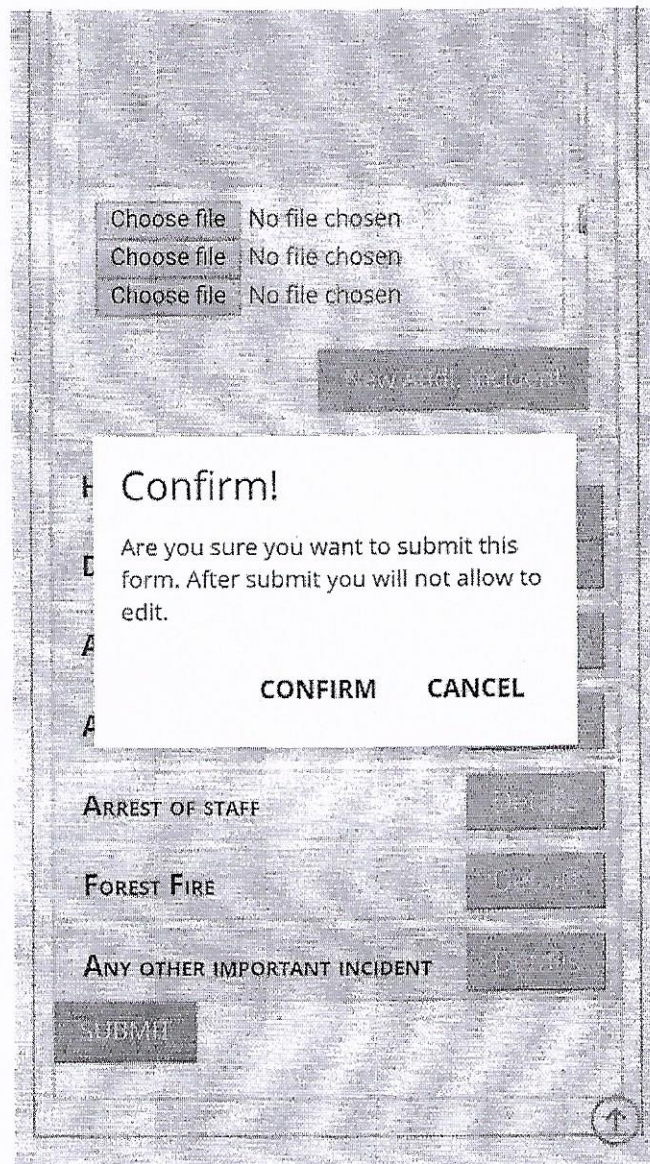 Choose file No file chosen
Choose file No file chosen
Choose file No file chosen
Confirm!
Are you sure you want to submit this
form. After submit you will not allow to
edit.
CONFIRM CANCEL
ARREST OF STAFF
FOREST FIRE
ANY OTHER IMPORTANT INCIDENT
SUBMIT